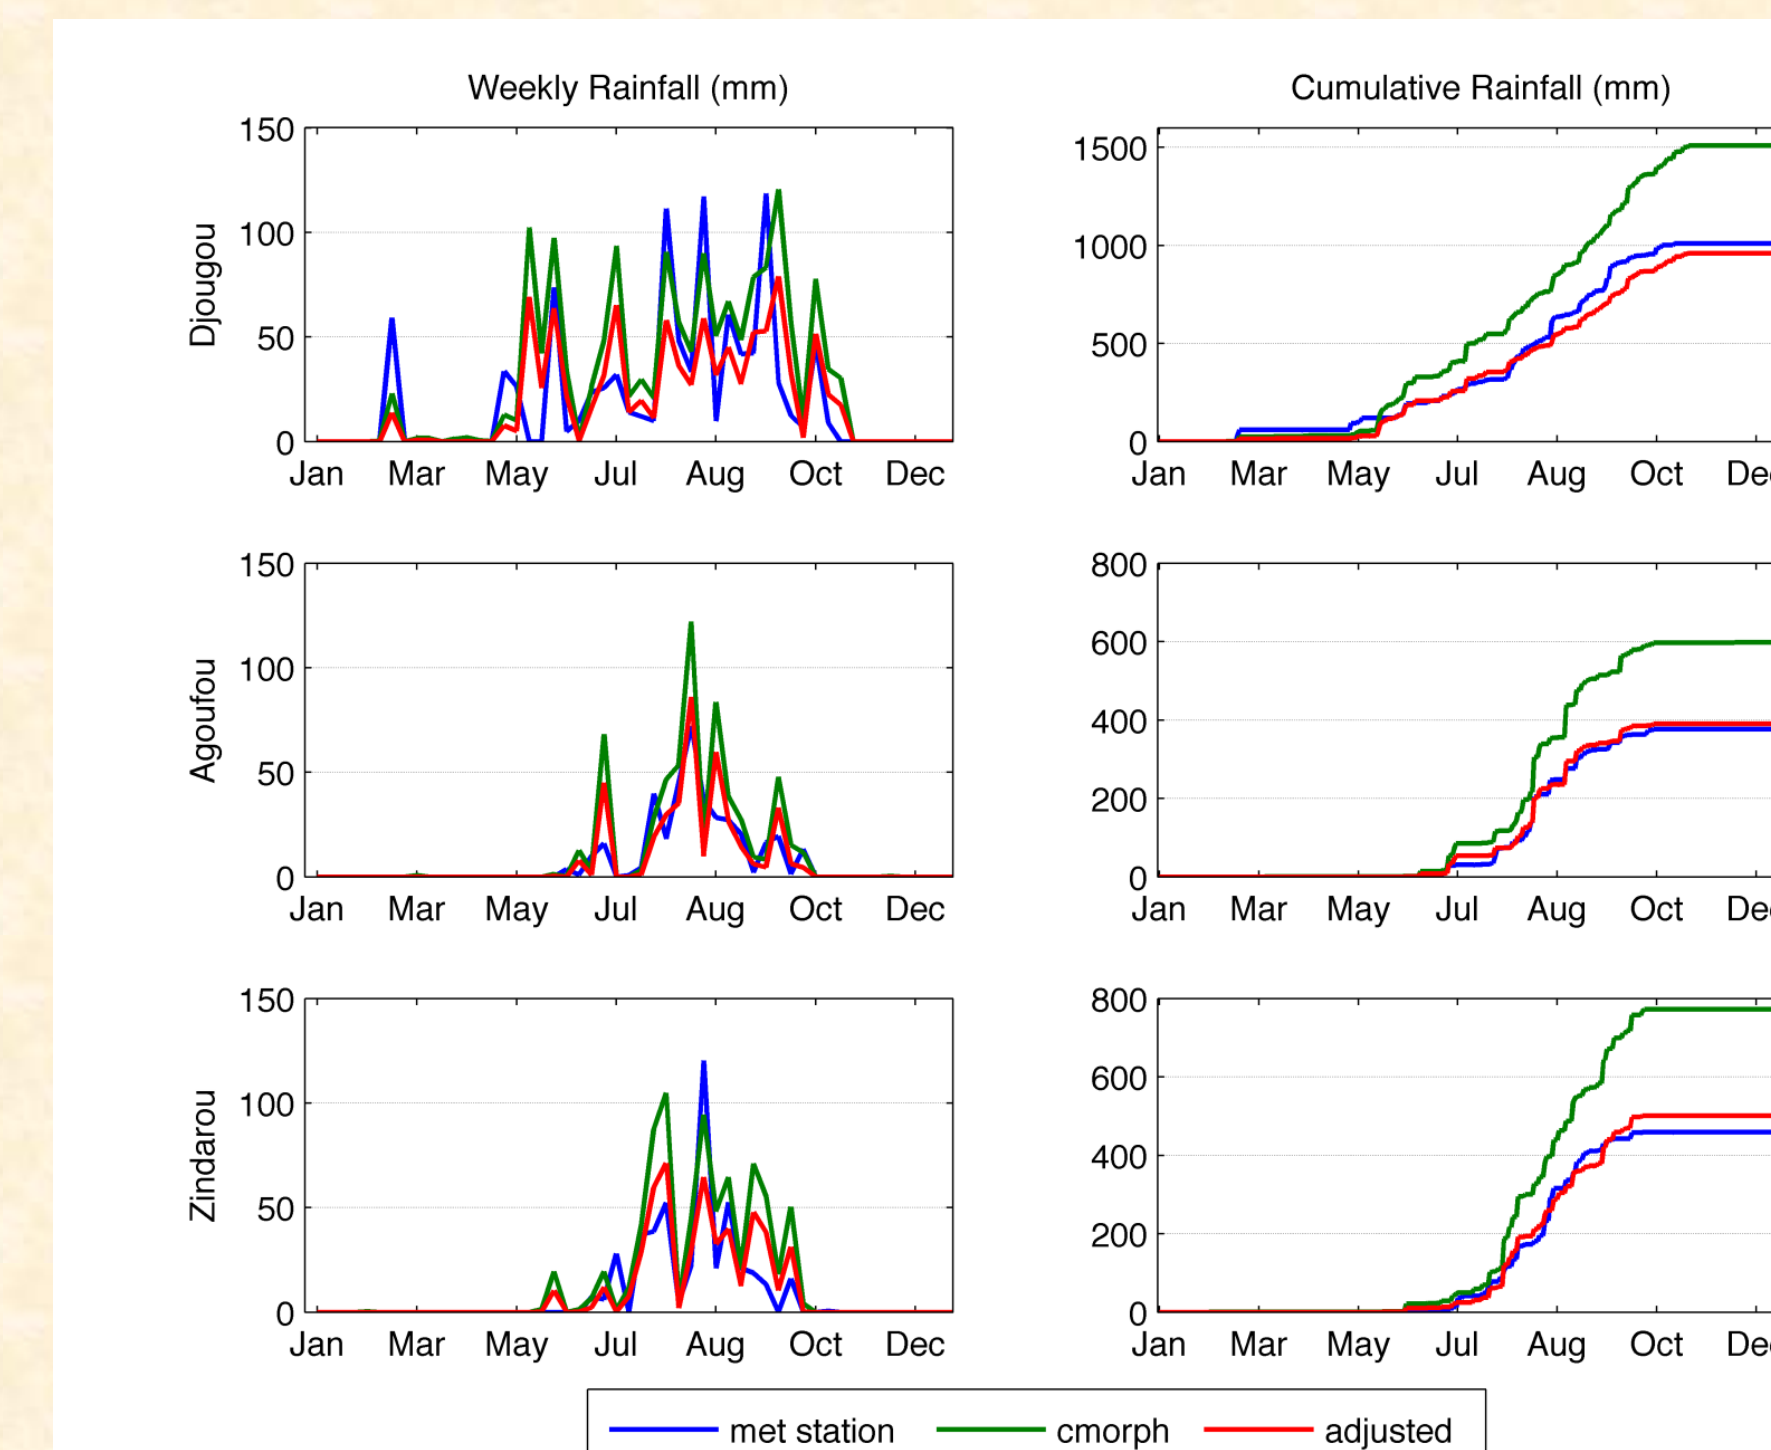 Weekly Rainfall (mm)
Cumulative Rainfall (mm)
Djougou
150
100
50
0
Jan Mar May Jul Aug Oct Dec
1500
1000
500
0
Jan Mar May Jul Aug Oct Dec
Agoufou
150
100
50
0
Jan Mar May Jul Aug Oct Dec
800
600
400
200
0
Jan Mar May Jul Aug Oct De
Zindarou
150
100
50
0
Jan Mar May Jul Aug Oct Dec
800
600
400
200
0
Jan Mar May Jul Aug Oct De
met station cmorph adjusted